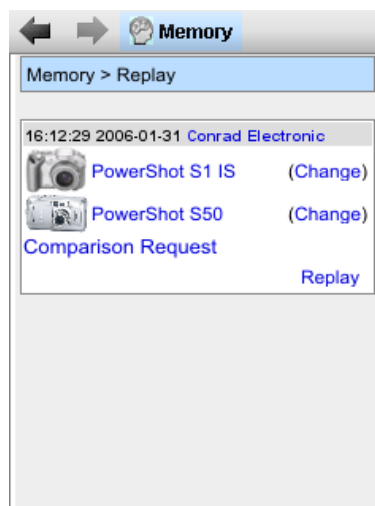 Memory
Memory > Replay
16:12:29 2006-01-31 Conrad Electronic
PowerShot S1 IS (Change)
PowerShot S50 (Change)
Comparison Request
Replay